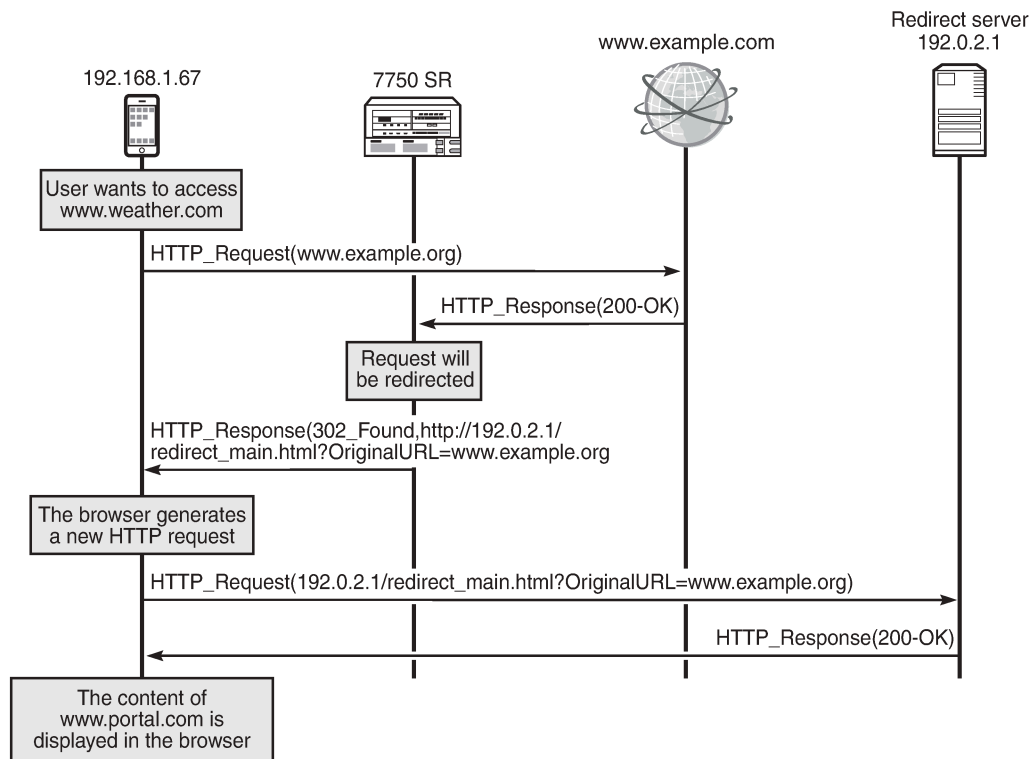 Redirect server
192.0.2.1
www.example.com
192.168.1.67
7750 SR
User wants to access
www.weather.com
HTTP_Request(www.example.org)
HTTP_Response(200-OK)
Request will
be redirected
HTTP_Response(302_Found,http://192.0.2.1/
redirect_main.html?OriginalURL=www.example.org
The browser generates
a new HTTP request
HTTP_Request(192.0.2.1/redirect_main.html?OriginalURL=www.example.org)
HTTP_Response(200-OK)
The content of
www.portal.com is
displayed in the browser